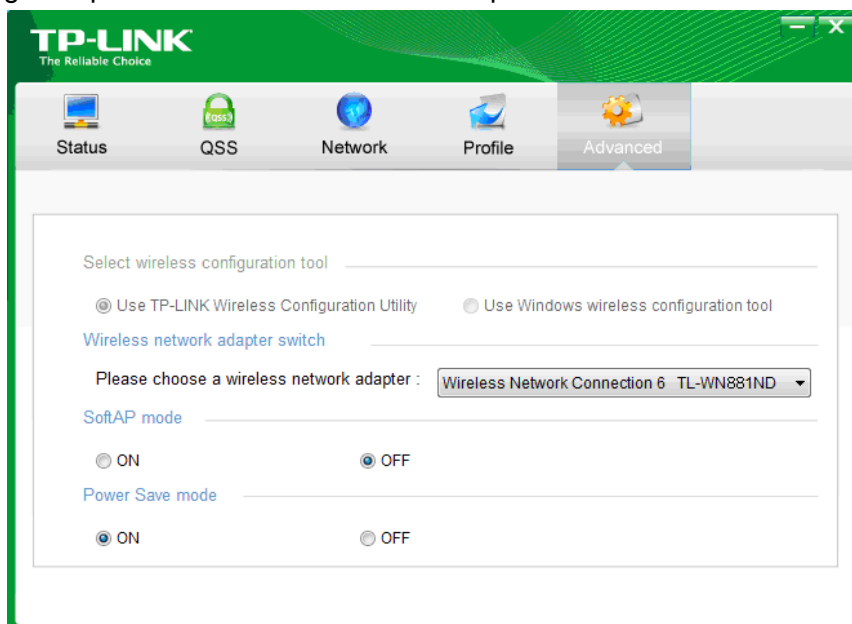 TP-LINK
The Reliable Choice
Status QSS Network Profile Advanced
Select wireless configuration tool
Use TP-LINK Wireless Configuration Utility Use Windows wireless configuration tool
Wireless network adapter switch
Please choose a wireless network adapter : Wireless Network Connection 6 TL-WN881ND
SoftAP mode
ON OFF
Power Save mode
ON OFF